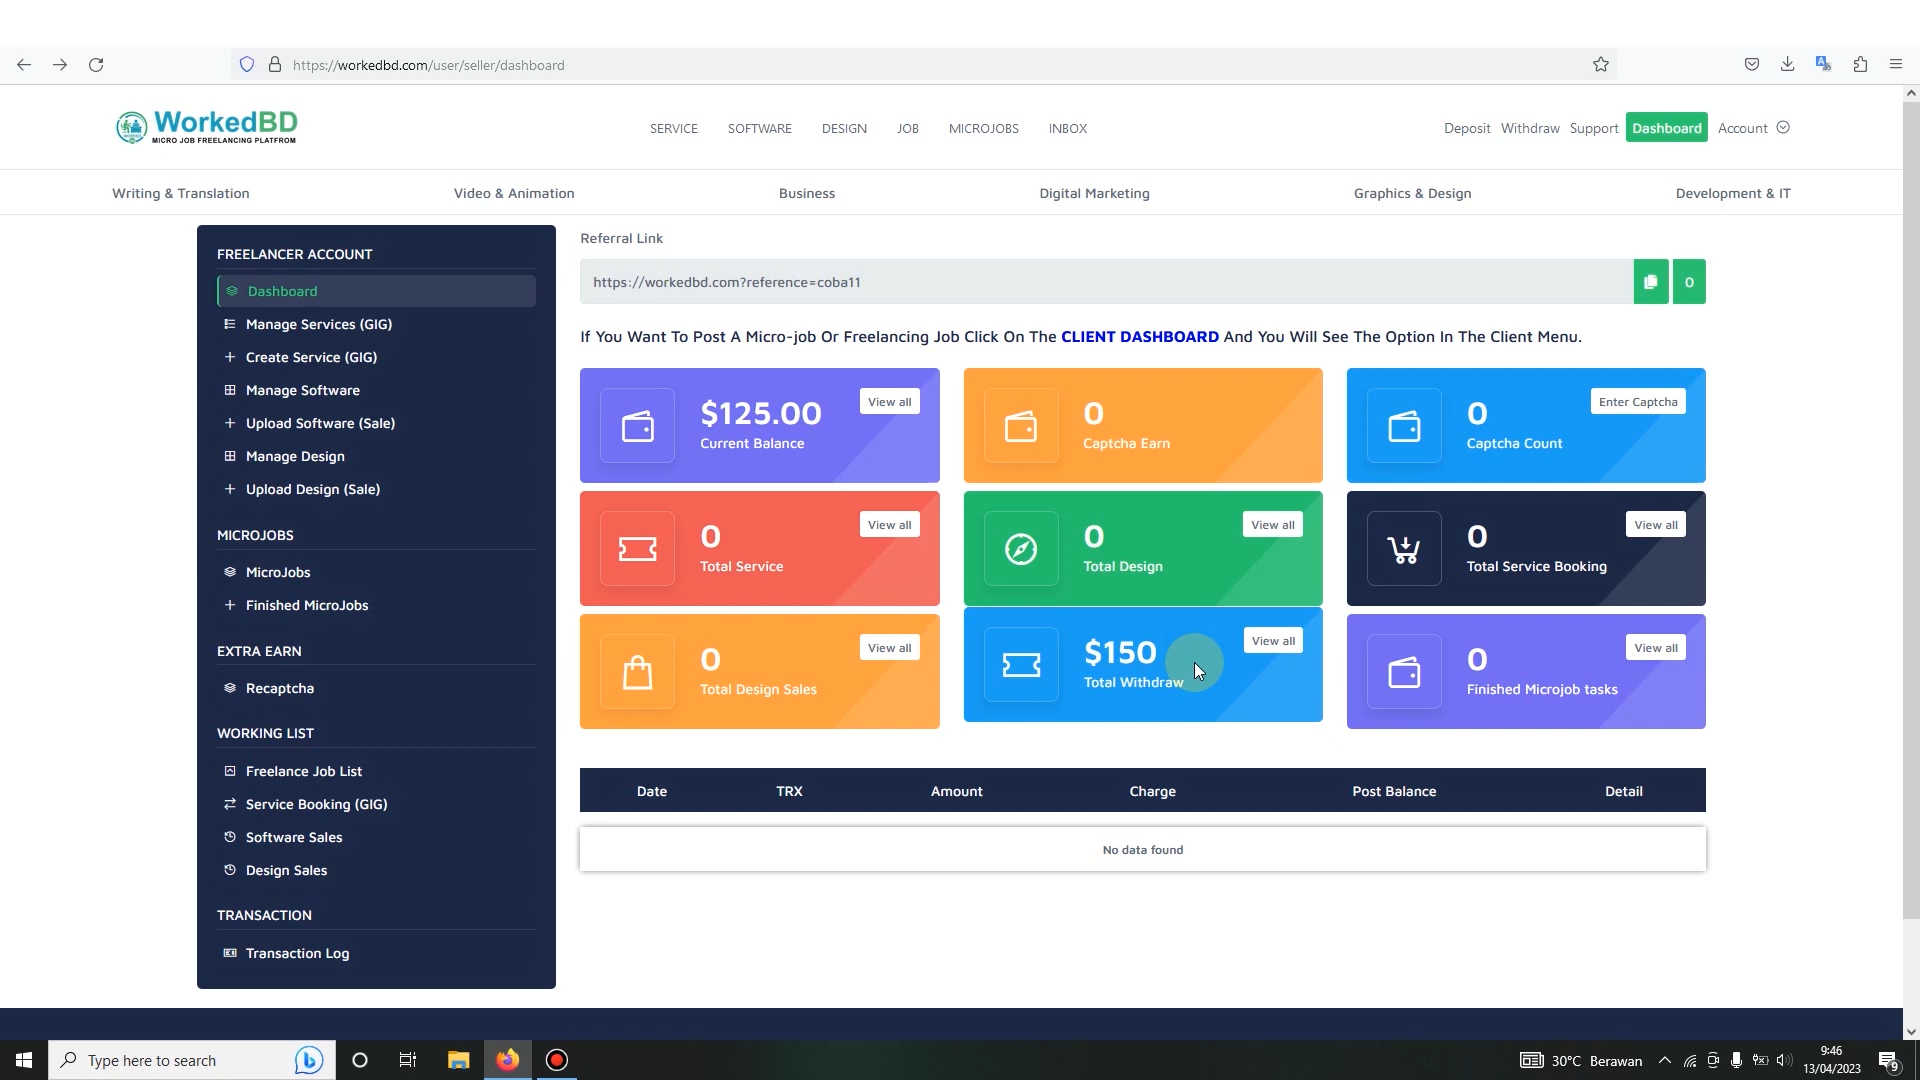 https://workedbd.com/user/seller/dashboard
WorkedBD
MICRO JOB FREELANCING PLATFROM
SERVICE SOFTWARE DESIGN JOB MICROJOBS INBOX
Deposit Withdraw Support Dashboard Account
Writing & Translation Video & Animation Business Digital Marketing Graphics & Design Development & IT
FREELANCER ACCOUNT
Dashboard
Manage Services (GIG)
Create Service (GIG)
Manage Software
Upload Software (Sale)
Manage Design
Upload Design (Sale)
MICROJOBS
MicroJobs
Finished MicroJobs
EXTRA EARN
Recaptcha
WORKING LIST
Freelance Job List
Service Booking (GIG)
Software Sales
Design Sales
TRANSACTION
Transaction Log
Referral Link
https://workedbd.com?reference=coba11
0
If You Want To Post A Micro-job Or Freelancing Job Click On The CLIENT DASHBOARD And You Will See The Option In The Client Menu.
$125.00
Current Balance
View all
0
Captcha Earn
0
Captcha Count
Enter Captcha
0
Total Service
View all
0
Total Design
View all
0
Total Service Booking
View all
0
Total Design Sales
View all
$150
Total Withdraw
View all
0
Finished Microjob tasks
View all
Date TRX Amount Charge Post Balance Detail
No data found
Type here to search
30°C Berawan
9:46
13/04/2023
9